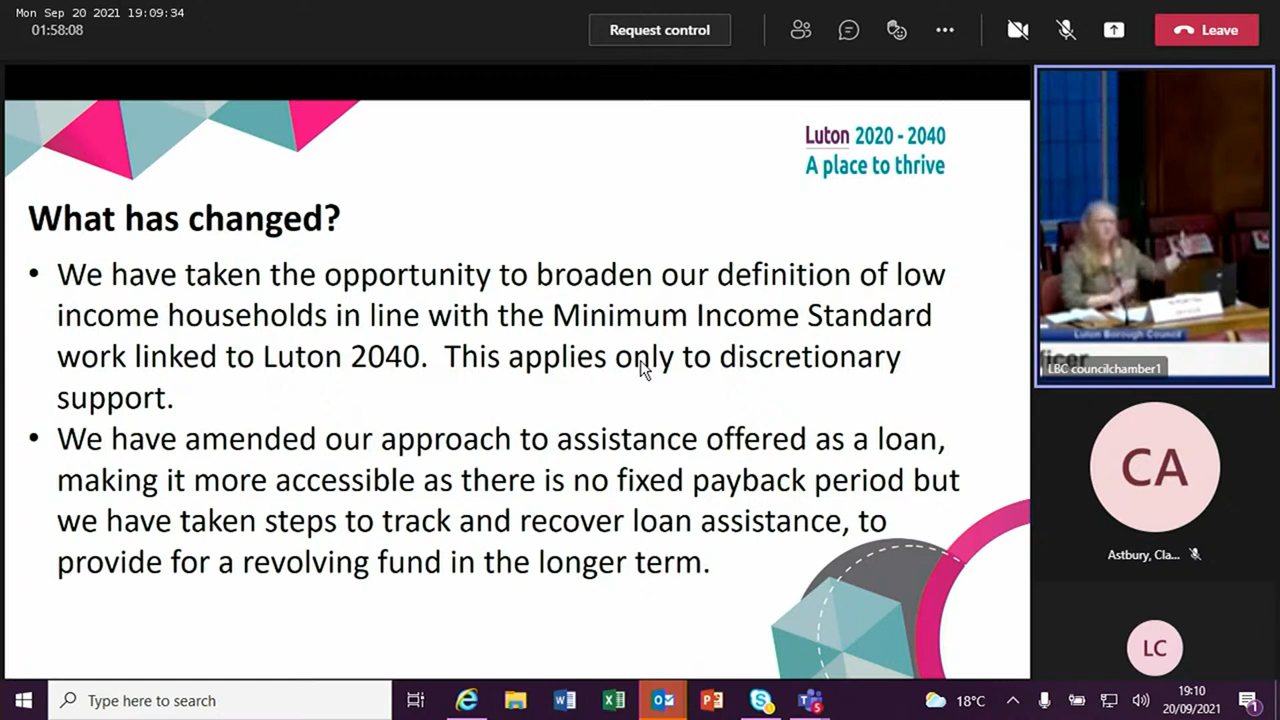 Mon Sep 20 2021 19:09:34
01:58:08
Request control
Leave
Luton 2020 - 2040
A place to thrive
What has changed?
• We have taken the opportunity to broaden our definition of low
income households in line with the Minimum Income Standard
work linked to Luton 2040. This applies only to discretionary
support.
• We have amended our approach to assistance offered as a loan,
making it more accessible as there is no fixed payback period but
we have taken steps to track and recover loan assistance, to
provide for a revolving fund in the longer term.
Luton Borough Council
LBC councilchamber1
CA
Astbury, Cla...
LC
Type here to search
18°C
19:10
20/09/2021
1